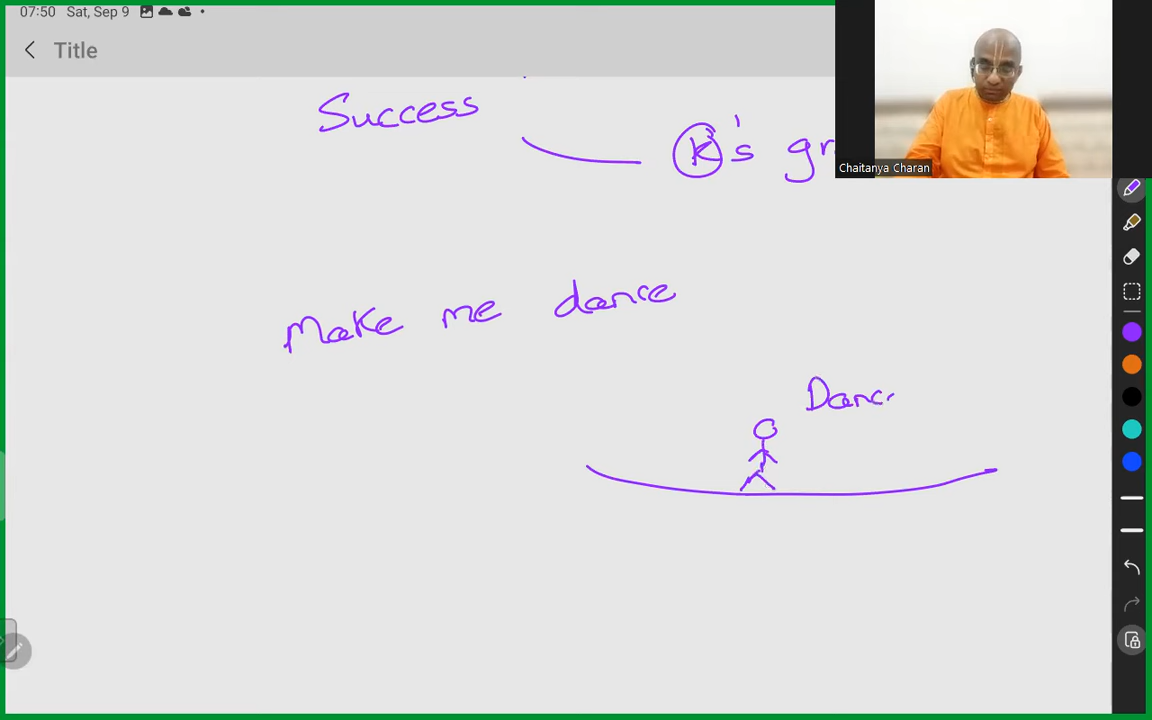 07:50 Sat, Sep 9
Title
Success
K's gr
Chaitanya Charan
Make me dance
Danc